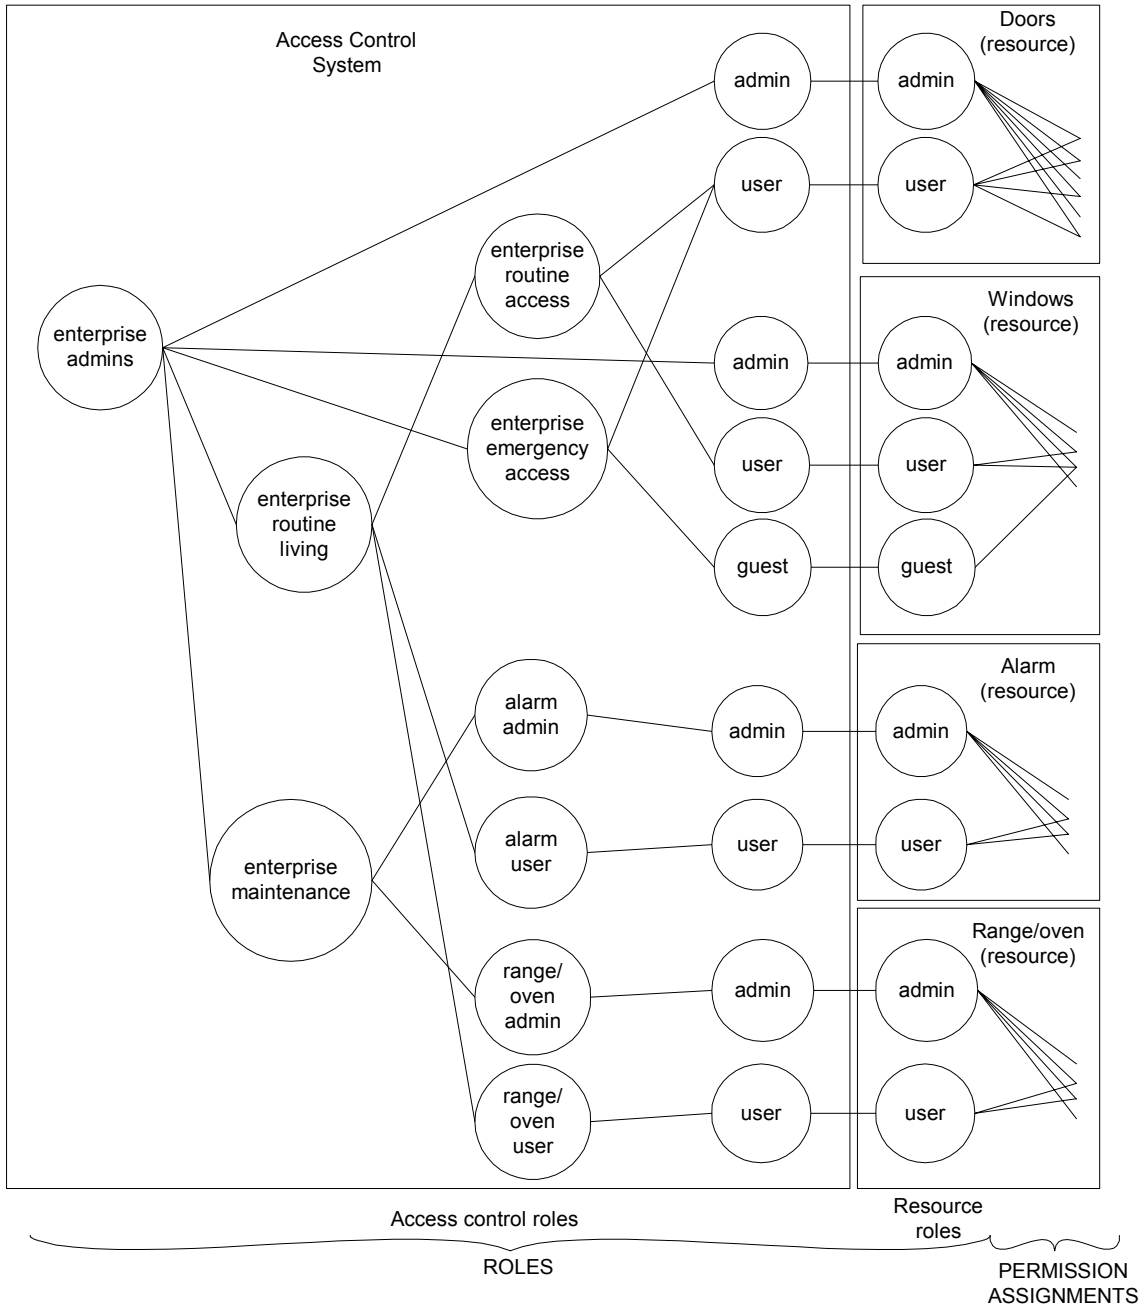 Access Control
System
Doors
(resource)
admin
admin
user
user
enterprise
routine
access
Windows
(resource)
enterprise
admins
admin
admin
enterprise
emergency
access
user
user
enterprise
routine
living
guest
guest
Alarm
(resource)
alarm
admin
admin
admin
alarm
user
user
user
enterprise
maintenance
Range/oven
(resource)
range/
oven
admin
admin
admin
range/
oven
user
user
user
Access control roles
Resource
roles
ROLES
PERMISSION
ASSIGNMENTS